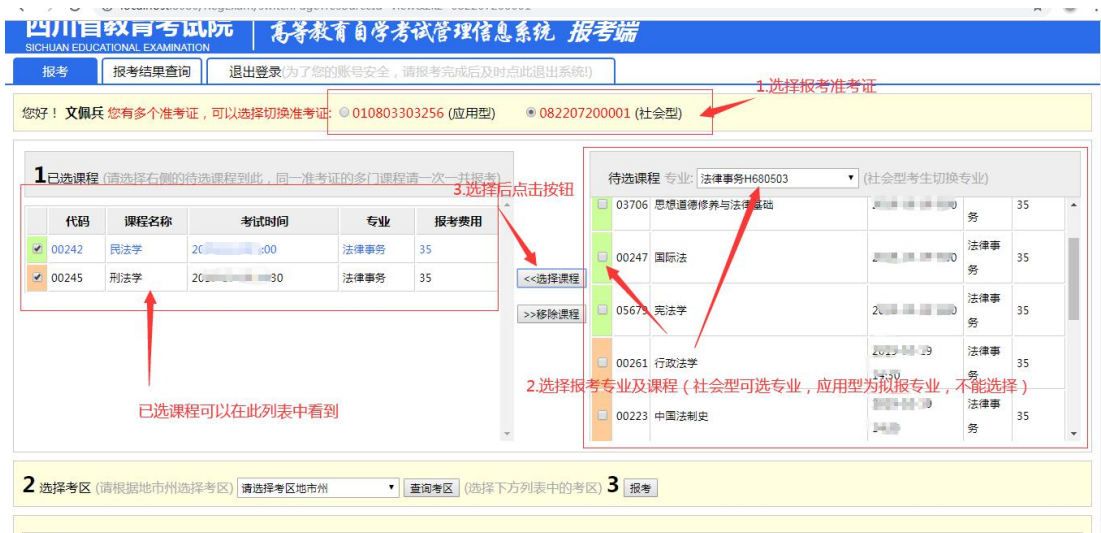 四川省教育考试院 高等教育自学考试管理信息系统 报考端
SICHUAN EDUCATIONAL EXAMINATION
报考 报考结果查询 退出登录(为了您的账号安全，请报考完成后及时点此退出系统!)
1.选择报考准考证
您好！ 文佩兵 您有多个准考证，可以选择切换准考证: 010803303256 (应用型) 082207200001 (社会型)
1已选课程 (请选择右侧的待选课程到此，同一准考证的多门课程请一次一共报考)
3.选择后点击按钮
待选课程 专业: 法律事务H680503 (社会型考生切换专业)
代码 课程名称 考试时间 专业 报考费用
00242 民法学 20 :00 法律事务 35
00245 刑法学 20 30 法律事务 35
<<选择课程
>>移除课程
03706 思想道德修养与法律基础 务 35
00247 国际法 法律事务 35
05679 宪法学 法律事务 35
00261 行政法学 法律事务 35
2.选择报考专业及课程（社会型可选专业，应用型为拟报专业，不能选择）
00223 中国法制史 法律事务 35
已选课程可以在此列表中看到
2 选择考区 (请根据地市州选择考区) 请选择考区地市州 查询考区 (选择下方列表中的考区) 3 报考